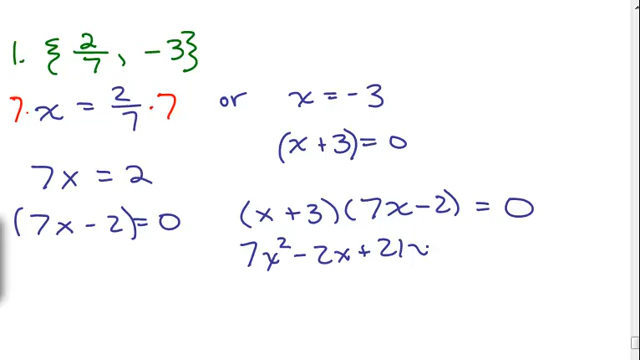 1. { 2/7 , -3}
7·x = 2/7 ·7 or x = -3
(x + 3) = 0
7x = 2
(7x - 2) = 0 (x + 3)(7x - 2) = 0
7x² - 2x + 21x